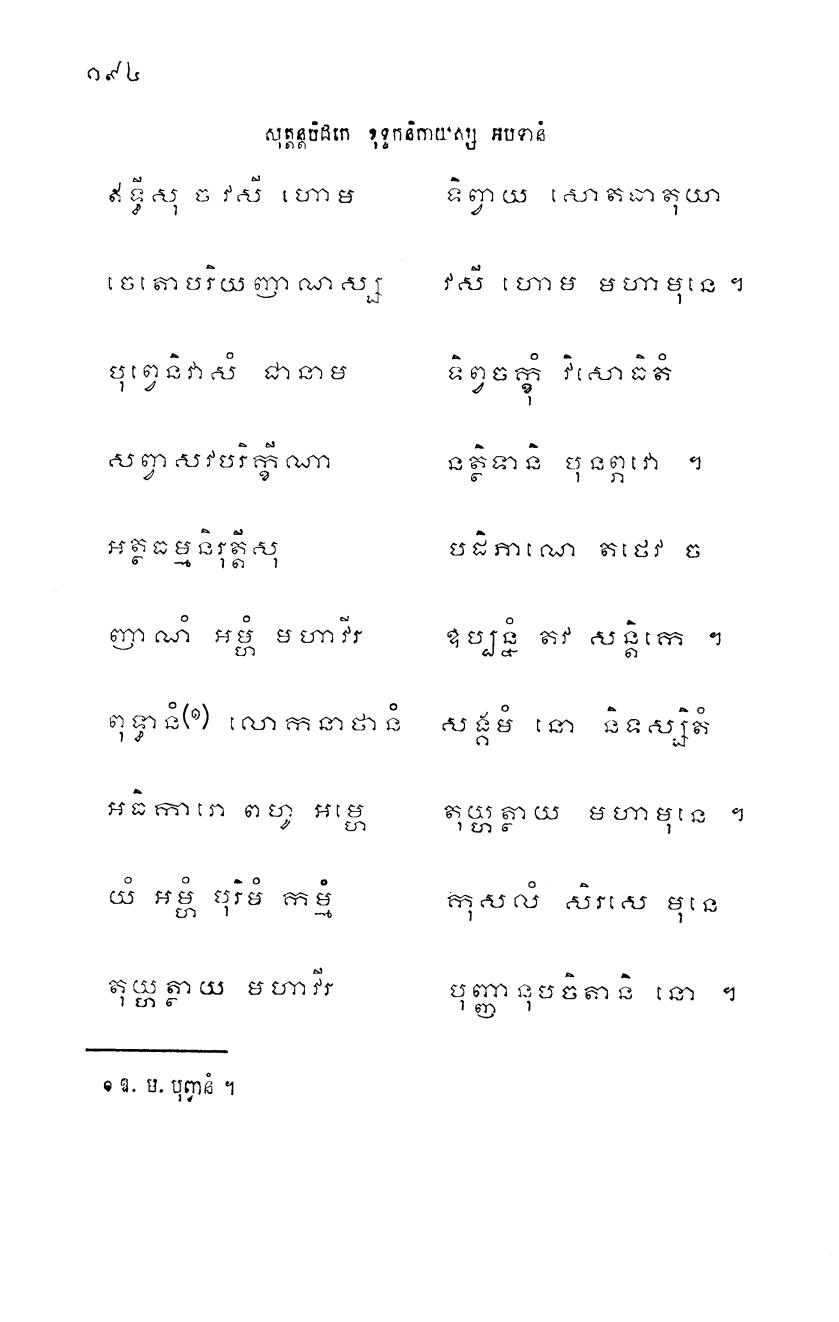 ១៩៤
សុត្តន្តបិដកេ ខុទ្ទកនិកាយស្ស អបទានំ
ឥទ្ធីសុ ច វសី ហោម ទិព្វាយ សោតធាតុយា
ចេតោបរិយញាណស្ស វសី ហោម មហាមុនេ ។
បុព្វេនិវាសំ ជានាម ទិព្វចក្ខុំ វិសោធិតំ
សព្វាសវបរិក្ខីណា នត្ថិទានិ បុនព្ភវោ ។
អត្ថធម្មនិរុត្តីសុ បដិភាណេ តថេវ ច
ញាណំ អម្ហំ មហាវីរ ឧប្បន្នំ តវ សន្តិកេ ។
ពុទ្ធានំ(១) លោកនាថានំ សង្គមំ នោ និទស្សិតំ
អធិការោ ពហូ អម្ហេ តុយ្ហត្ថាយ មហាមុនេ ។
យំ អម្ហំ បុរិមំ កម្មំ កុសលំ សិរសេ មុនេ
តុយ្ហត្ថាយ មហាវីរ បុញ្ញានុបចិតានិ នោ ។
១ ឱ. ម. បុព្វានំ ។